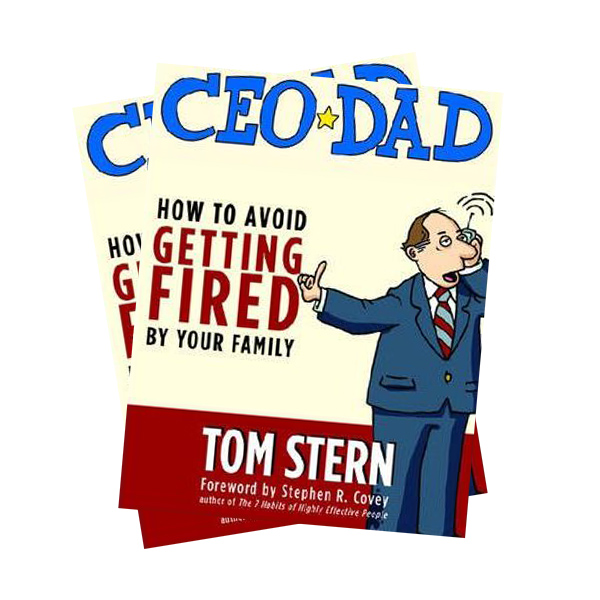 CEO★DAD
HOW TO AVOID
GETTING
FIRED
BY YOUR FAMILY
TOM STERN
Foreword by Stephen R. Covey
author of The 7 Habits of Highly Effective People